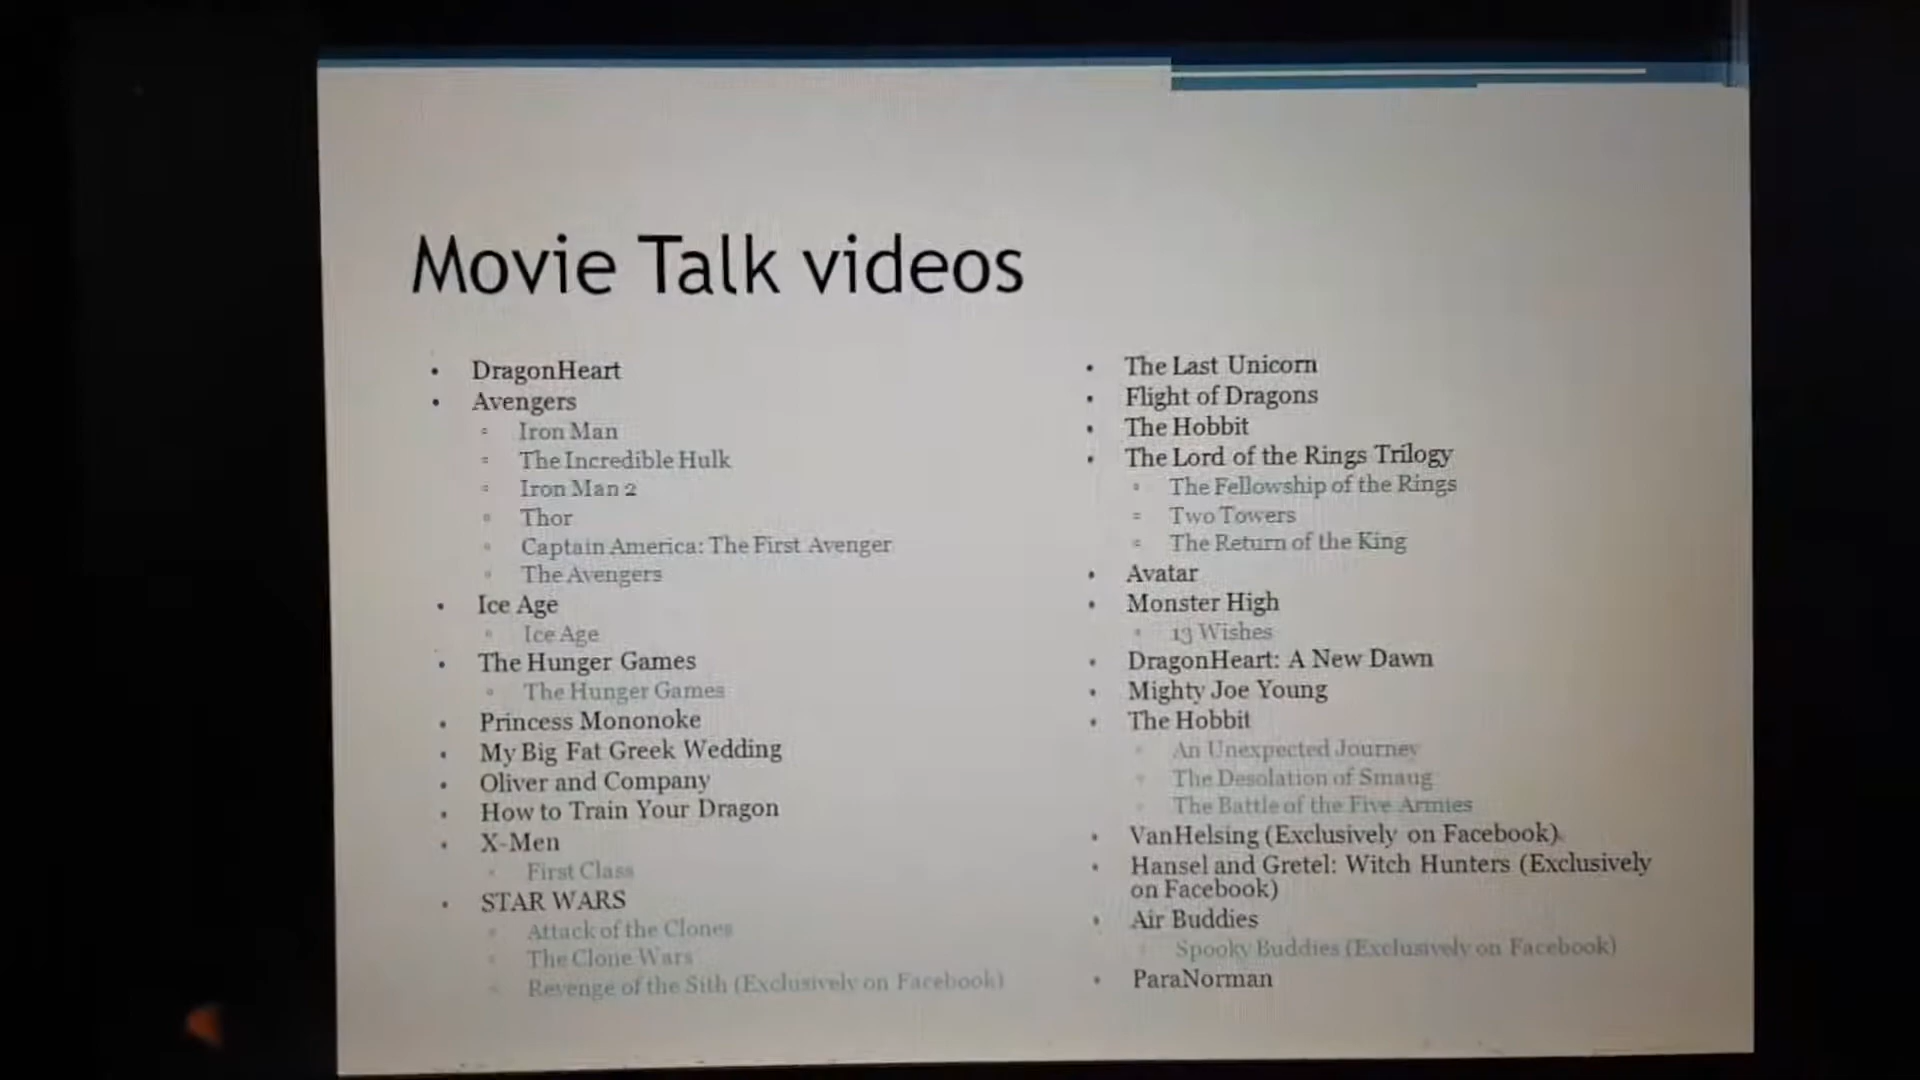 Movie Talk videos
DragonHeart
Avengers
Iron Man
The Incredible Hulk
Iron Man 2
Thor
Captain America: The First Avenger
The Avengers
Ice Age
Ice Age
The Hunger Games
The Hunger Games
Princess Mononoke
My Big Fat Greek Wedding
Oliver and Company
How to Train Your Dragon
X-Men
First Class
STAR WARS
Attack of the Clones
The Clone Wars
Revenge of the Sith (Exclusively on Facebook)
The Last Unicorn
Flight of Dragons
The Hobbit
The Lord of the Rings Trilogy
The Fellowship of the Rings
Two Towers
The Return of the King
Avatar
Monster High
13 Wishes
DragonHeart: A New Dawn
Mighty Joe Young
The Hobbit
An Unexpected Journey
The Desolation of Smaug
The Battle of the Five Armies
VanHelsing (Exclusively on Facebook)
Hansel and Gretel: Witch Hunters (Exclusively
on Facebook)
Air Buddies
Spooky Buddies (Exclusively on Facebook)
ParaNorman